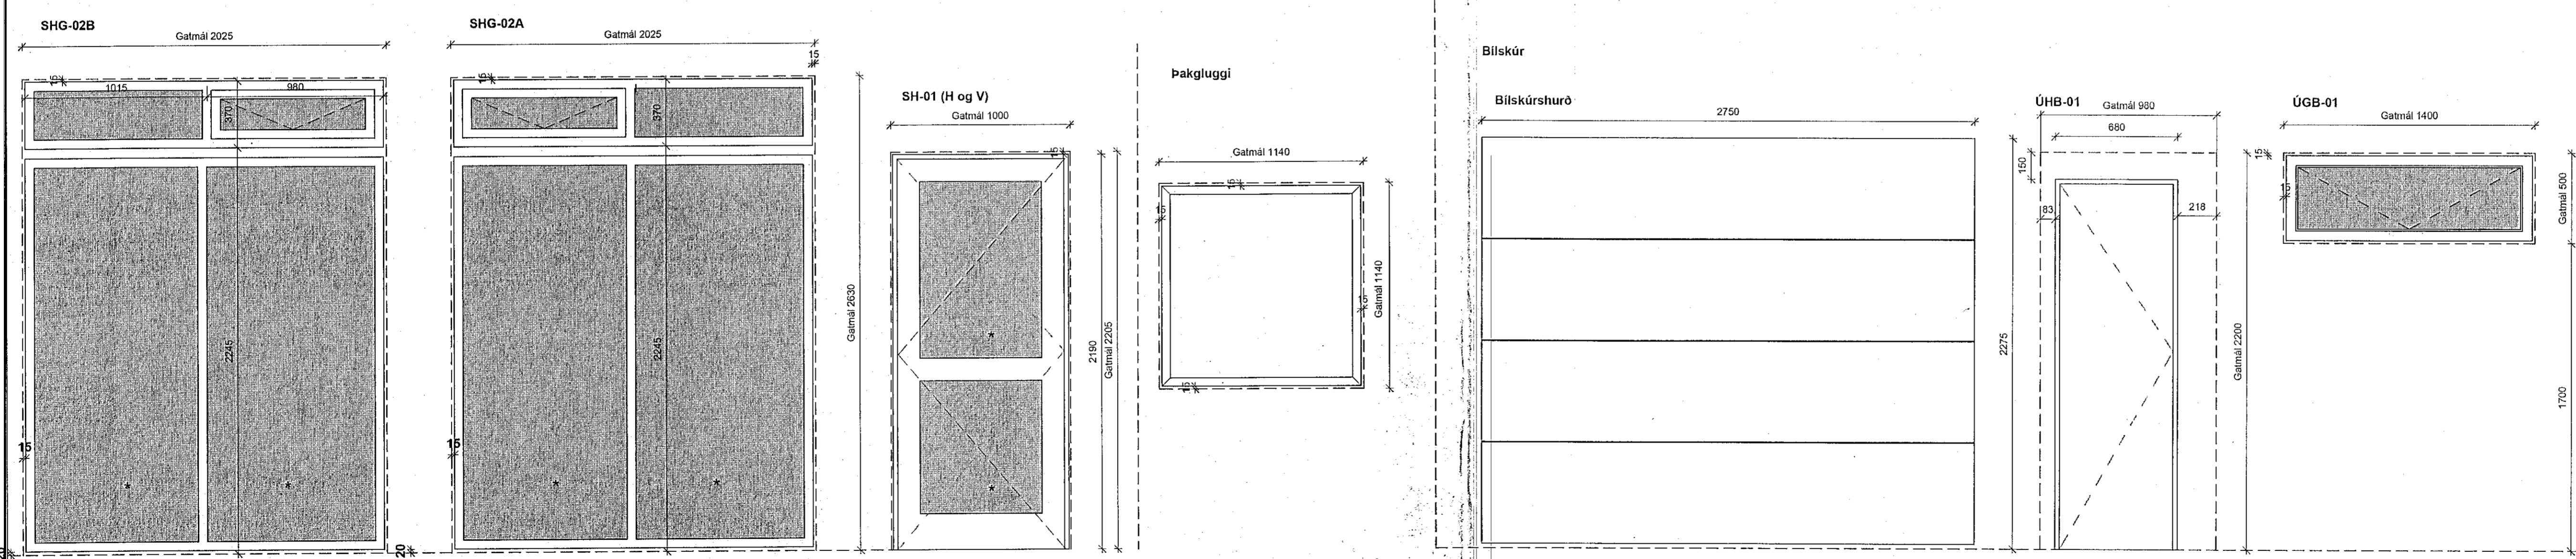 SHG-02B
Gatmál 2025
15
1015
980
370
2245
15
20
SHG-02A
Gatmál 2025
15
15
370
2245
15
Gatmál 2630
SH-01 (H og V)
Gatmál 1000
15
2190
Gatmál 2205
Þakgluggi
Gatmál 1140
15
15
15
15
Gatmál 1140
Bílskúr
Bílskúrshurð
2750
2275
ÚHB-01
Gatmál 980
680
150
83
218
Gatmál 2200
ÚGB-01
Gatmál 1400
15
15
Gatmál 500
1700